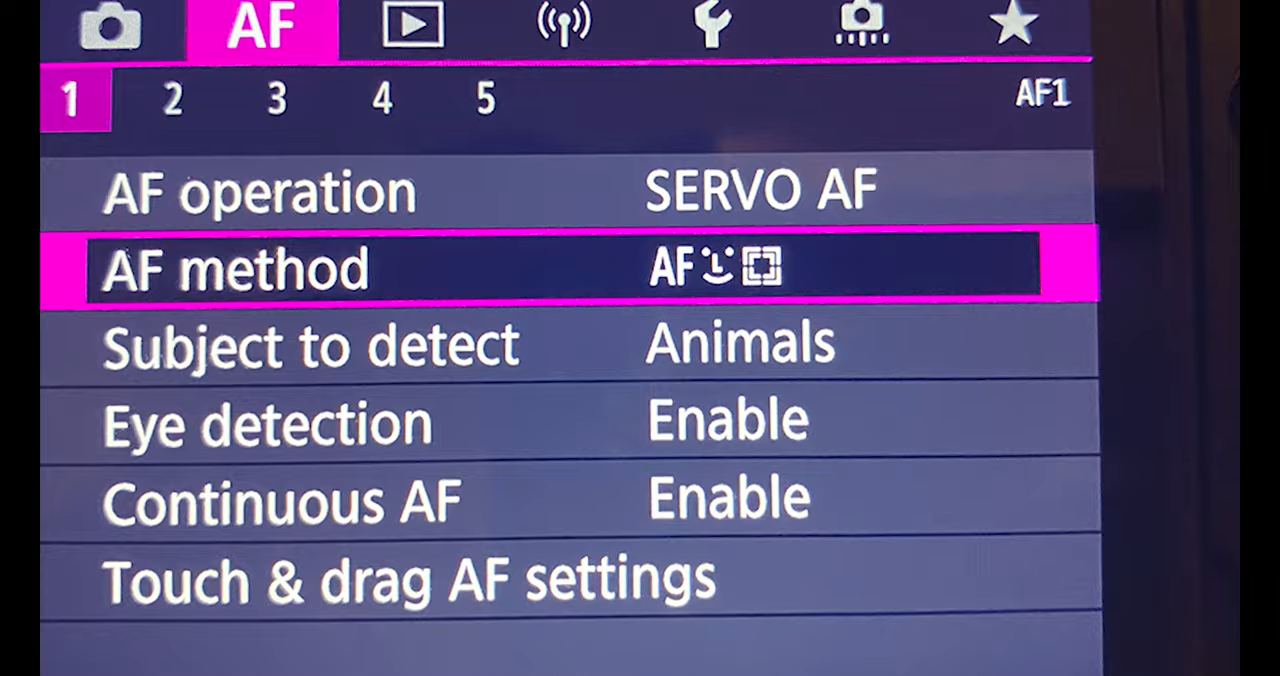 AF
1 2 3 4 5 AF1
AF operation SERVO AF
AF method AF
Subject to detect Animals
Eye detection Enable
Continuous AF Enable
Touch & drag AF settings